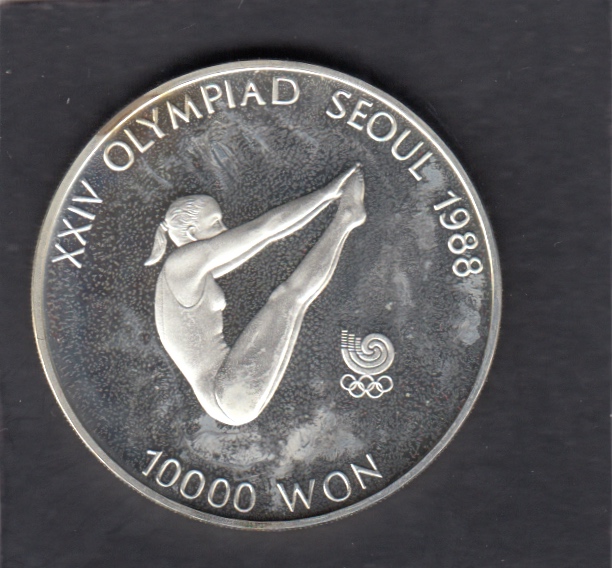 XXIV OLYMPIAD SEOUL 1988
10000 WON